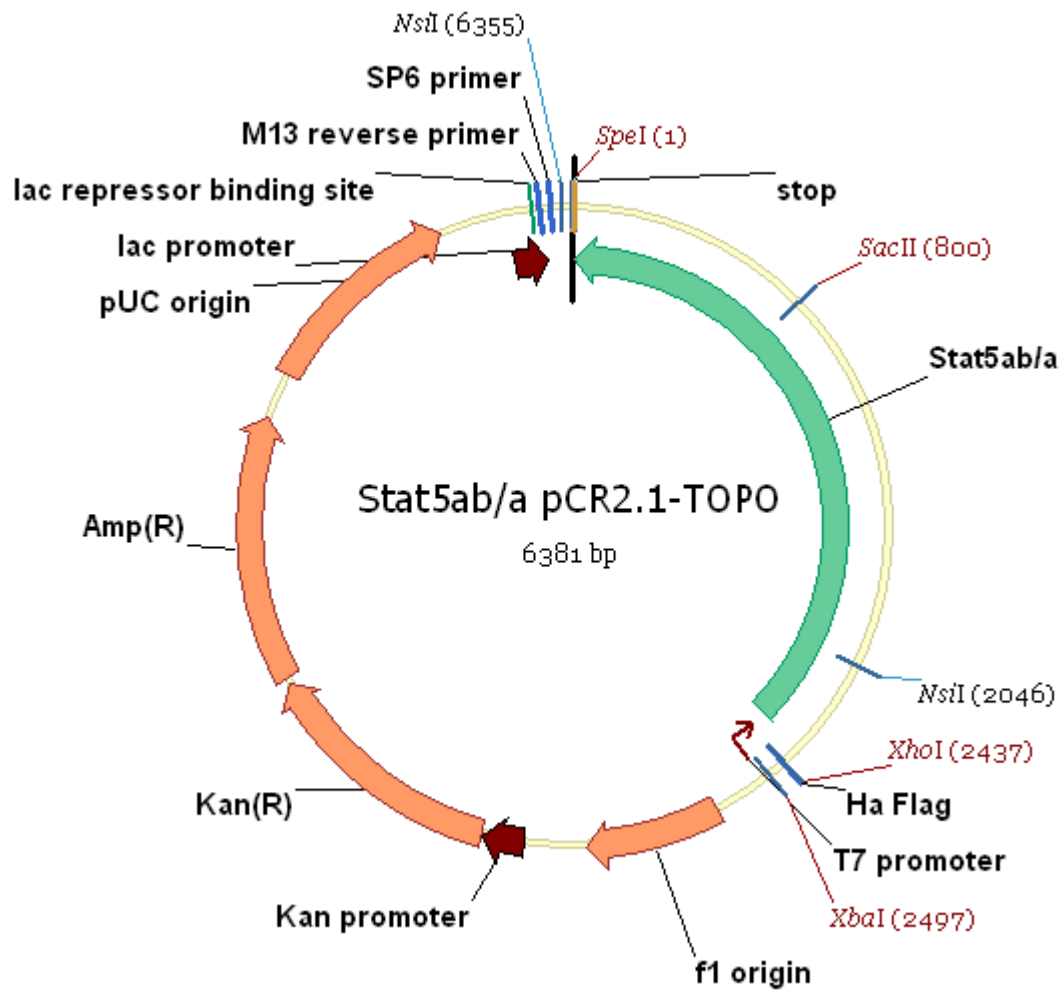 NsiI (6355)
SP6 primer
M13 reverse primer
SpeI (1)
lac repressor binding site
stop
lac promoter
SacII (800)
pUC origin
Stat5ab/a
Stat5ab/a pCR2.1-TOPO
Amp(R)
6381 bp
NsiI (2046)
XhoI (2437)
Kan(R)
Ha Flag
T7 promoter
Kan promoter
XbaI (2497)
f1 origin